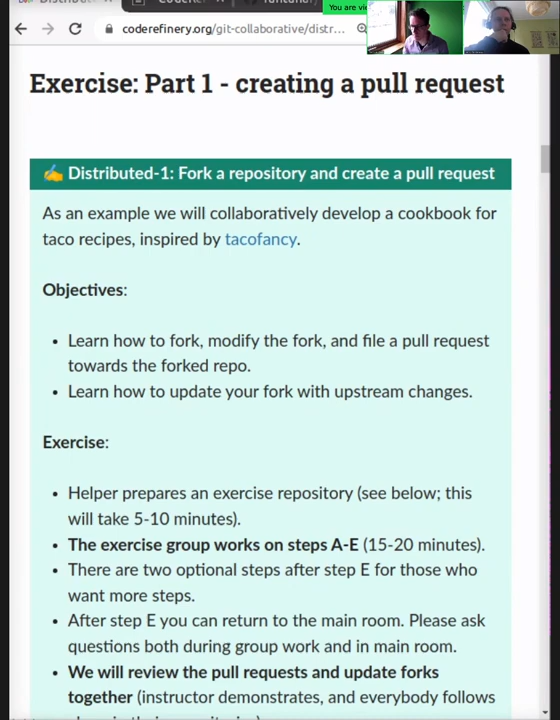 You are vie
coderefinery.org/git-collaborative/distr...
Exercise: Part 1 - creating a pull request
✍️ Distributed-1: Fork a repository and create a pull request
As an example we will collaboratively develop a cookbook for
taco recipes, inspired by tacofancy.
Objectives:
• Learn how to fork, modify the fork, and file a pull request
towards the forked repo.
• Learn how to update your fork with upstream changes.
Exercise:
• Helper prepares an exercise repository (see below; this
will take 5-10 minutes).
• The exercise group works on steps A-E (15-20 minutes).
• There are two optional steps after step E for those who
want more steps.
• After step E you can return to the main room. Please ask
questions both during group work and in main room.
• We will review the pull requests and update forks
together (instructor demonstrates, and everybody follows